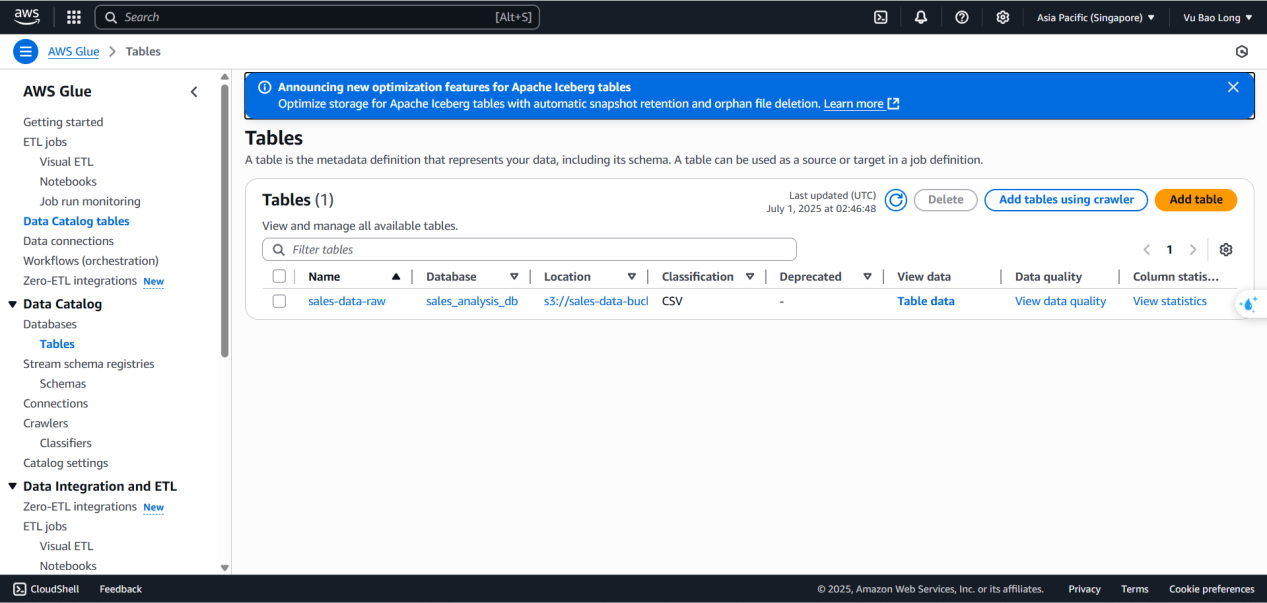 aws
Search [Alt+S]
Asia Pacific (Singapore) ▼ Vu Bao Long ▼
AWS Glue > Tables
AWS Glue
Getting started
ETL jobs
Visual ETL
Notebooks
Job run monitoring
Data Catalog tables
Data connections
Workflows (orchestration)
Zero-ETL integrations New
Data Catalog
Databases
Tables
Stream schema registries
Schemas
Connections
Crawlers
Classifiers
Catalog settings
Data Integration and ETL
Zero-ETL integrations New
ETL jobs
Visual ETL
Notebooks
Announcing new optimization features for Apache Iceberg tables
Optimize storage for Apache Iceberg tables with automatic snapshot retention and orphan file deletion. Learn more
Tables
A table is the metadata definition that represents your data, including its schema. A table can be used as a source or target in a job definition.
Tables (1)
Last updated (UTC)
July 1, 2025 at 02:46:48
Delete Add tables using crawler Add table
View and manage all available tables.
Filter tables
1
Name Database Location Classification Deprecated View data Data quality Column statis...
sales-data-raw sales_analysis_db s3://sales-data-bucl CSV - Table data View data quality View statistics
CloudShell Feedback
© 2025, Amazon Web Services, Inc. or its affiliates. Privacy Terms Cookie preferences